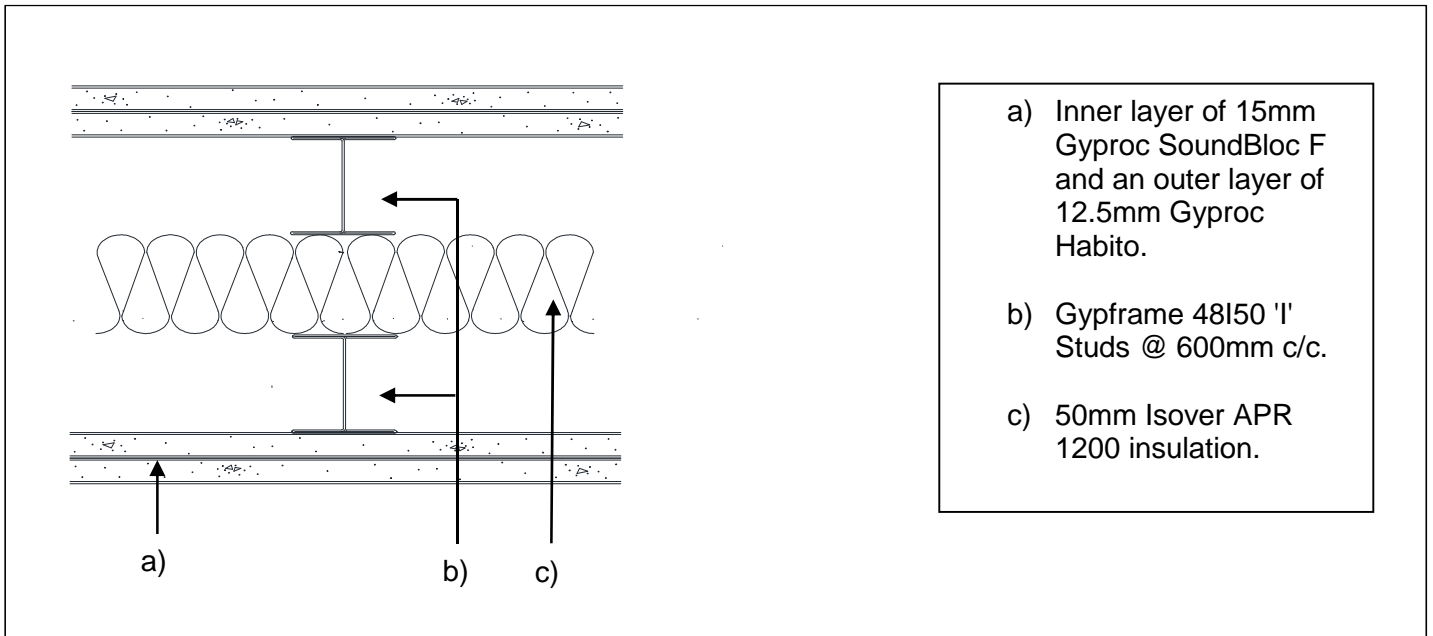 a) Inner layer of 15mm
Gyproc SoundBloc F
and an outer layer of
12.5mm Gyproc
Habito.
b) Gypframe 48I50 'I'
Studs @ 600mm c/c.
c) 50mm Isover APR
1200 insulation.
a)
b)
c)